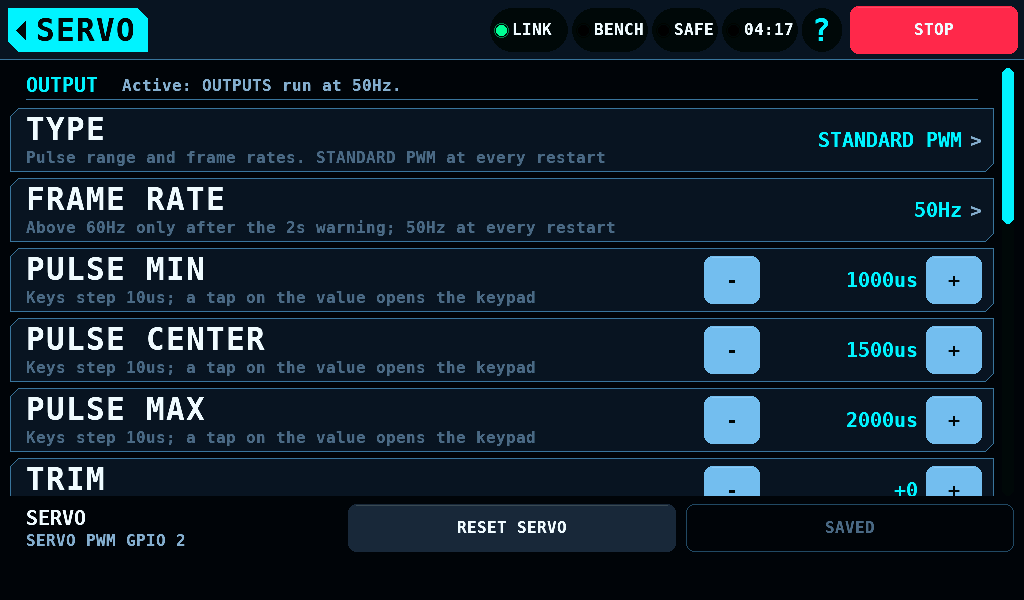 SERVO
LINK
BENCH
SAFE
04:17
?
STOP
OUTPUT Active: OUTPUTS run at 50Hz.
TYPE
Pulse range and frame rates. STANDARD PWM at every restart
STANDARD PWM >
FRAME RATE
Above 60Hz only after the 2s warning; 50Hz at every restart
50Hz >
PULSE MIN
Keys step 10us; a tap on the value opens the keypad
- 1000us +
PULSE CENTER
Keys step 10us; a tap on the value opens the keypad
- 1500us +
PULSE MAX
Keys step 10us; a tap on the value opens the keypad
- 2000us +
TRIM
- +0 +
SERVO
SERVO PWM GPIO 2
RESET SERVO
SAVED